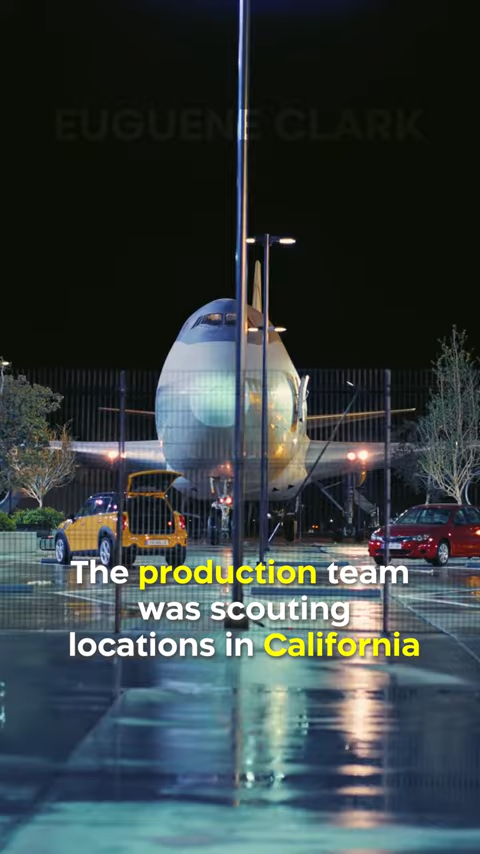 EUGUENE CLARK
The production team
was scouting
locations in California